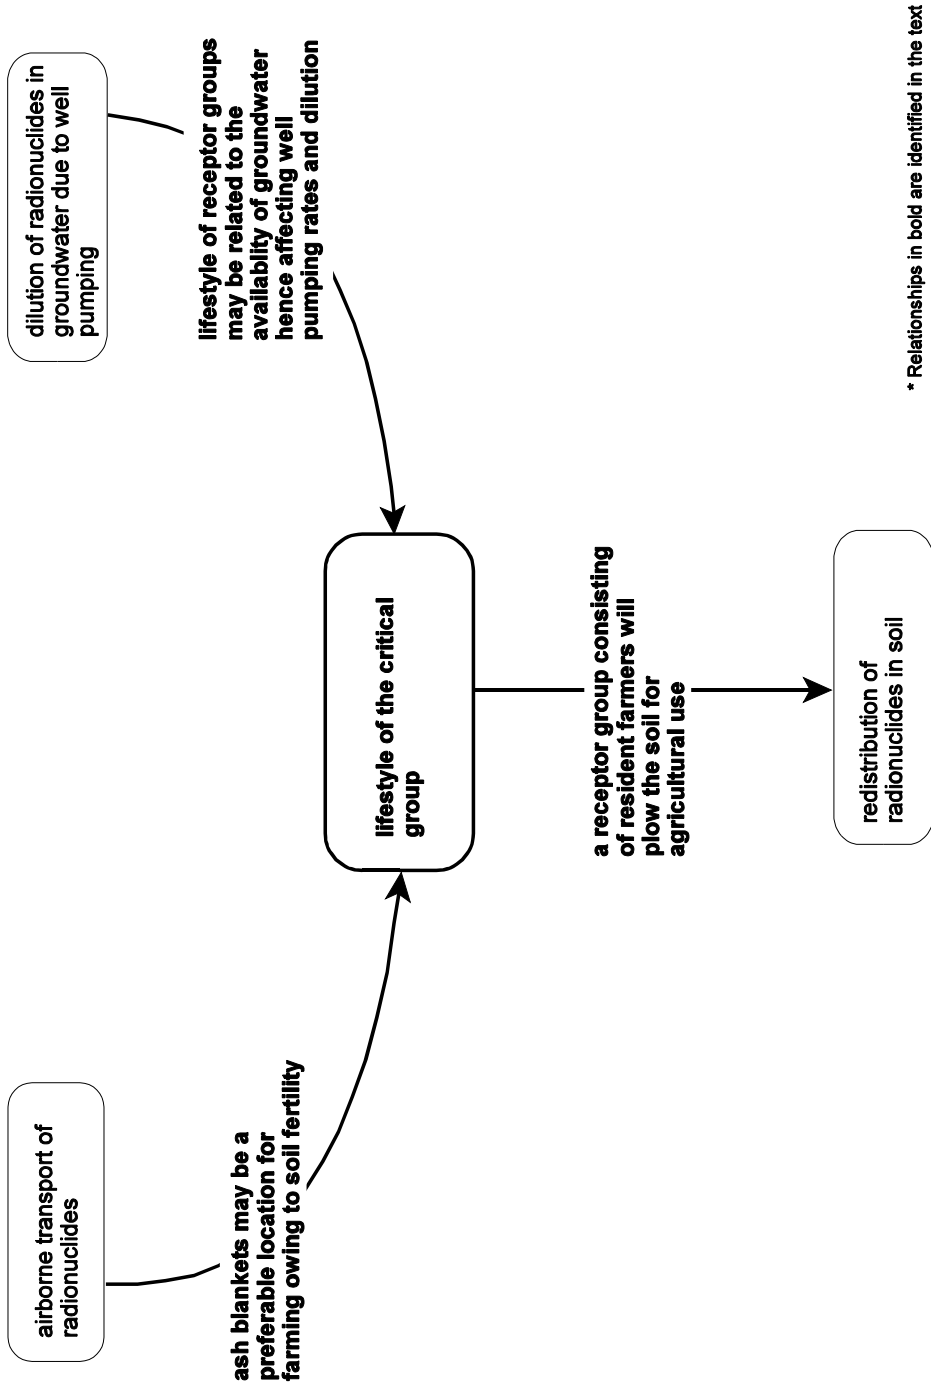 airborne transport of
radionuclides
ash blankets may be a
preferable location for
farming owing to soil fertility
dilution of radionuclides in
groundwater due to well
pumping
lifestyle of receptor groups
may be related to the
availablity of groundwater
hence affecting well
pumping rates and dilution
lifestyle of the critical
group
a receptor group consisting
of resident farmers will
plow the soil for
agricultural use
redistribution of
radionuclides in soil
* Relationships in bold are identified in the text